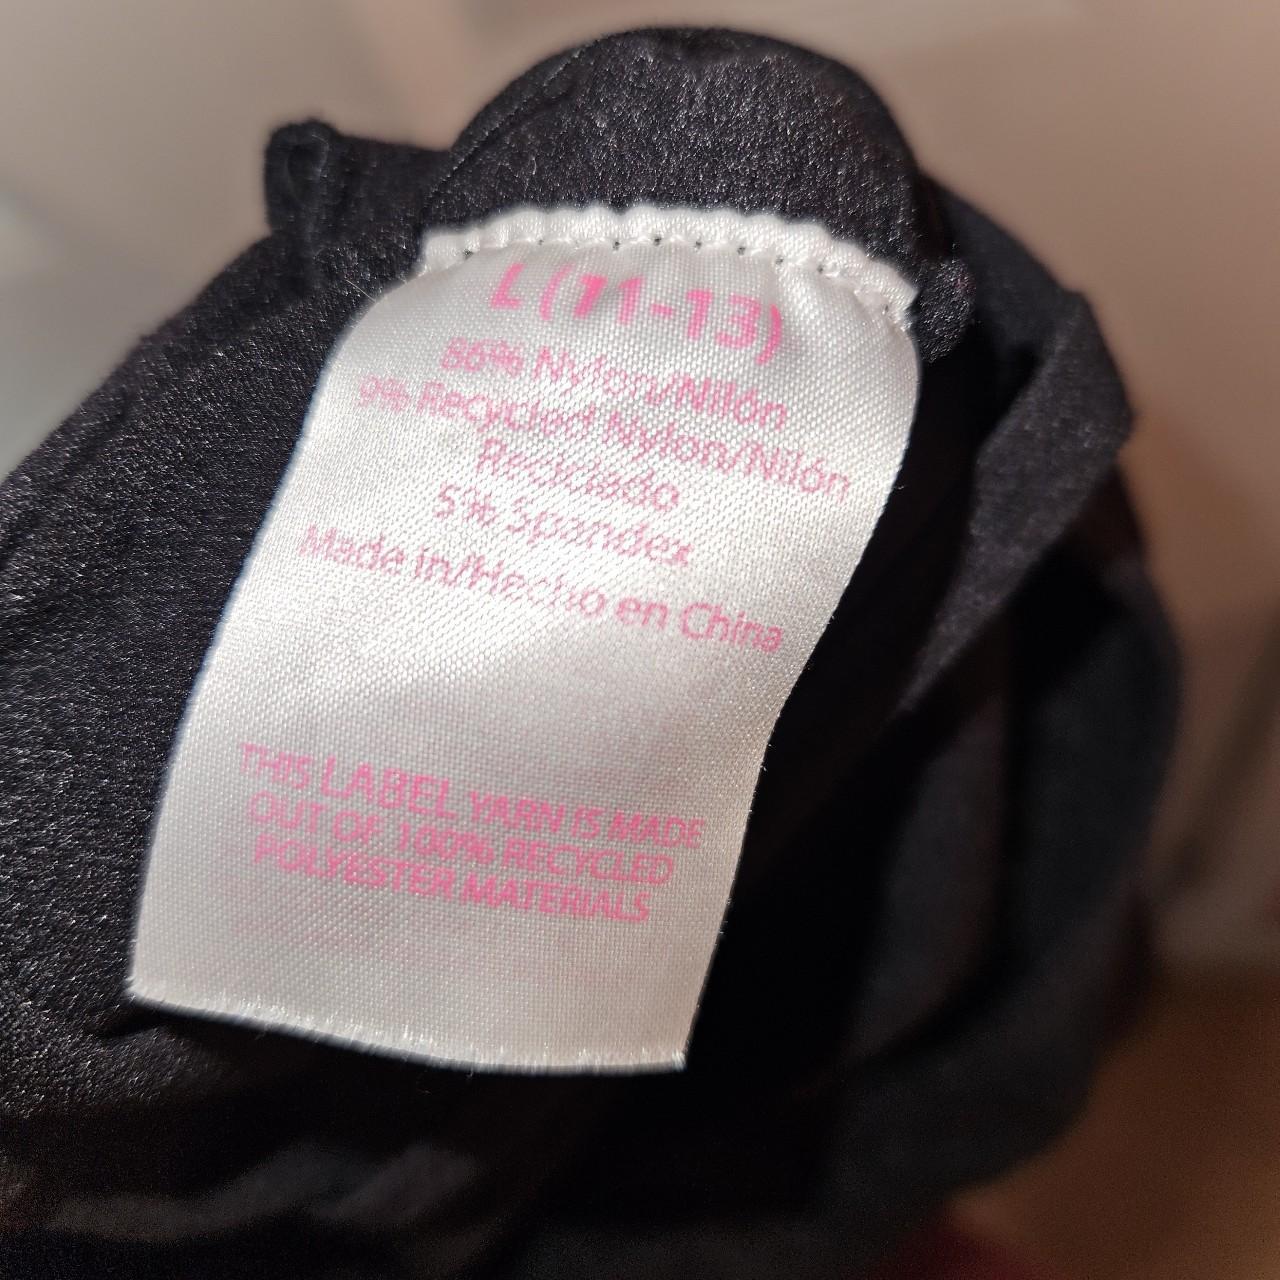 L (11-13)
86% Nylon/Nilón
9% Recycled Nylon/Nilón
Reciclado
5% Spandex
Made in/Hecho en China
THIS LABEL YARN IS MADE
OUT OF 100% RECYCLED
POLYESTER MATERIALS